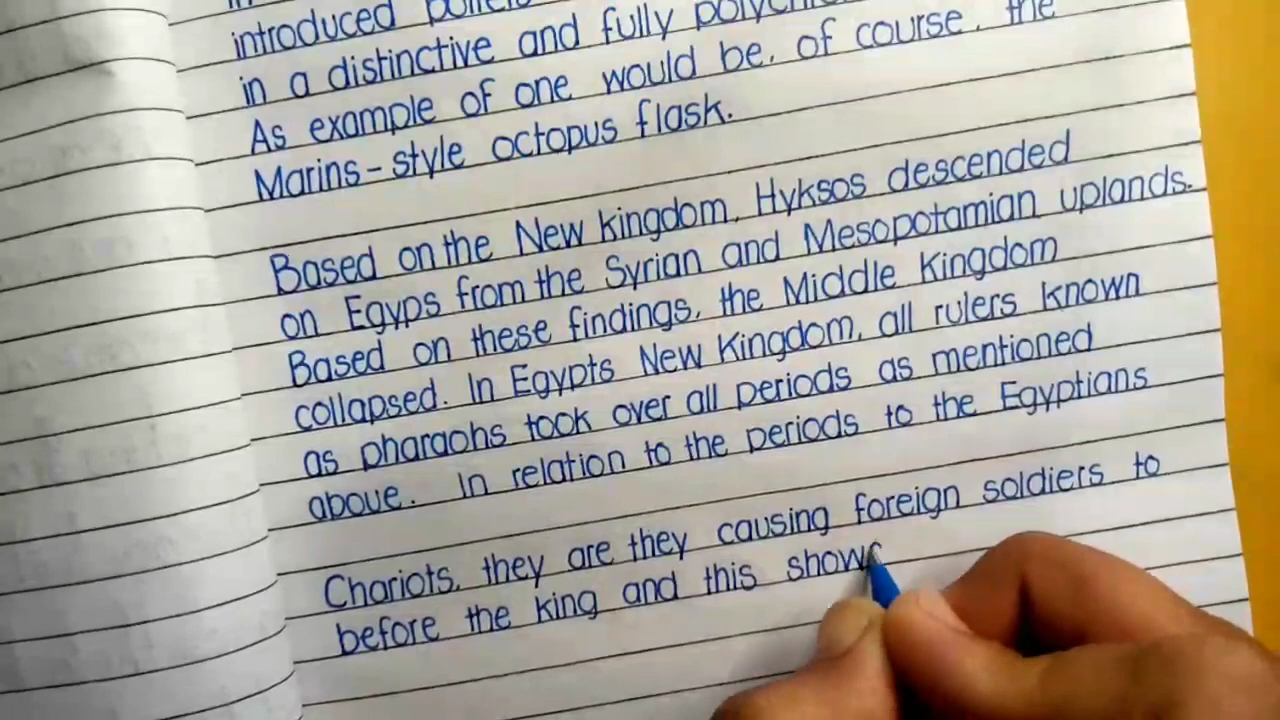 introduced
in a distinctive and fully
As example of one would be, of course, the
Marins-style octopus flask.
Based on the New Kingdom, Hyksos descended
on Egyps from the Syrian and Mesopotamian uplands.
Based on these findings, the Middle Kingdom
collapsed. In Egypts New Kingdom, all rulers known
as pharaohs took over all periods as mentioned
above. In relation to the periods to the Egyptians
Chariots, they are they causing foreign soldiers to
before the king and this shows